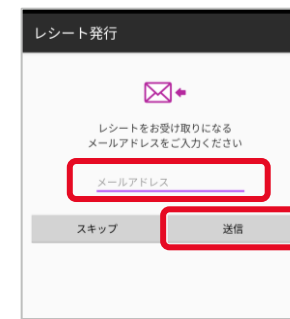 レシート発行
レシートをお受け取りになる
メールアドレスをご入力ください
メールアドレス
スキップ
送信